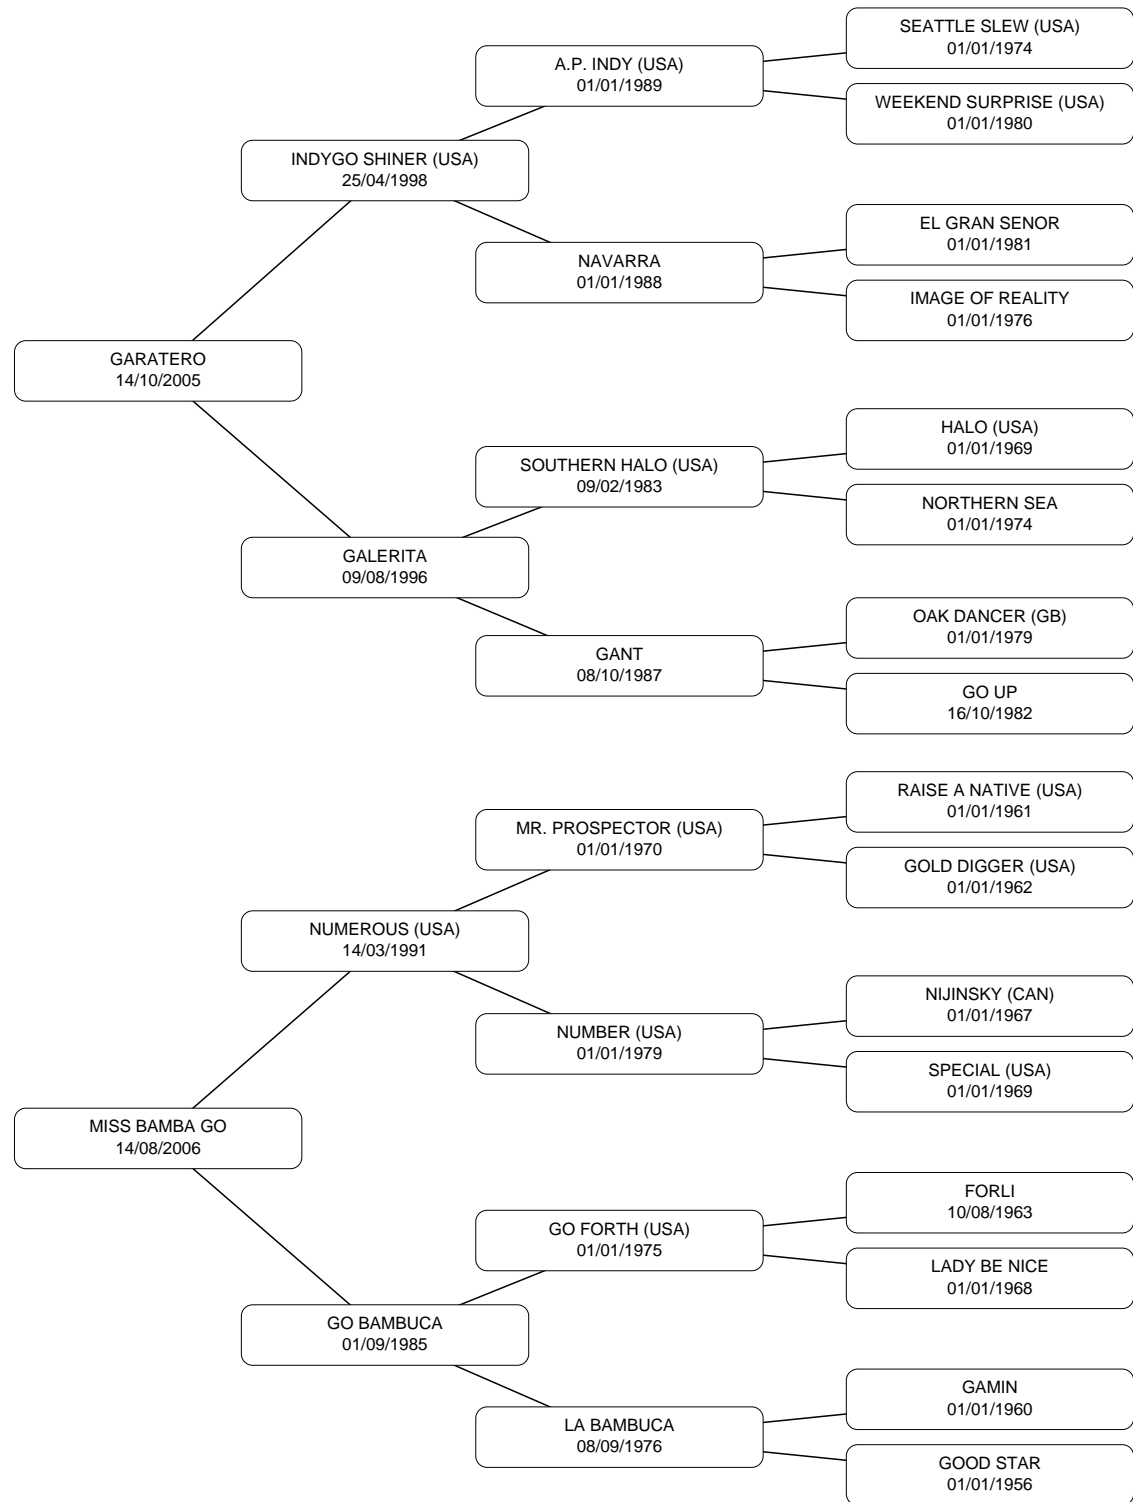 SEATTLE SLEW (USA)
01/01/1974
A.P. INDY (USA)
01/01/1989
WEEKEND SURPRISE (USA)
01/01/1980
INDYGO SHINER (USA)
25/04/1998
EL GRAN SENOR
01/01/1981
NAVARRA
01/01/1988
IMAGE OF REALITY
01/01/1976
GARATERO
14/10/2005
HALO (USA)
01/01/1969
SOUTHERN HALO (USA)
09/02/1983
NORTHERN SEA
01/01/1974
GALERITA
09/08/1996
OAK DANCER (GB)
01/01/1979
GANT
08/10/1987
GO UP
16/10/1982
RAISE A NATIVE (USA)
01/01/1961
MR. PROSPECTOR (USA)
01/01/1970
GOLD DIGGER (USA)
01/01/1962
NUMEROUS (USA)
14/03/1991
NIJINSKY (CAN)
01/01/1967
NUMBER (USA)
01/01/1979
SPECIAL (USA)
01/01/1969
MISS BAMBA GO
14/08/2006
FORLI
10/08/1963
GO FORTH (USA)
01/01/1975
LADY BE NICE
01/01/1968
GO BAMBUCA
01/09/1985
GAMIN
01/01/1960
LA BAMBUCA
08/09/1976
GOOD STAR
01/01/1956